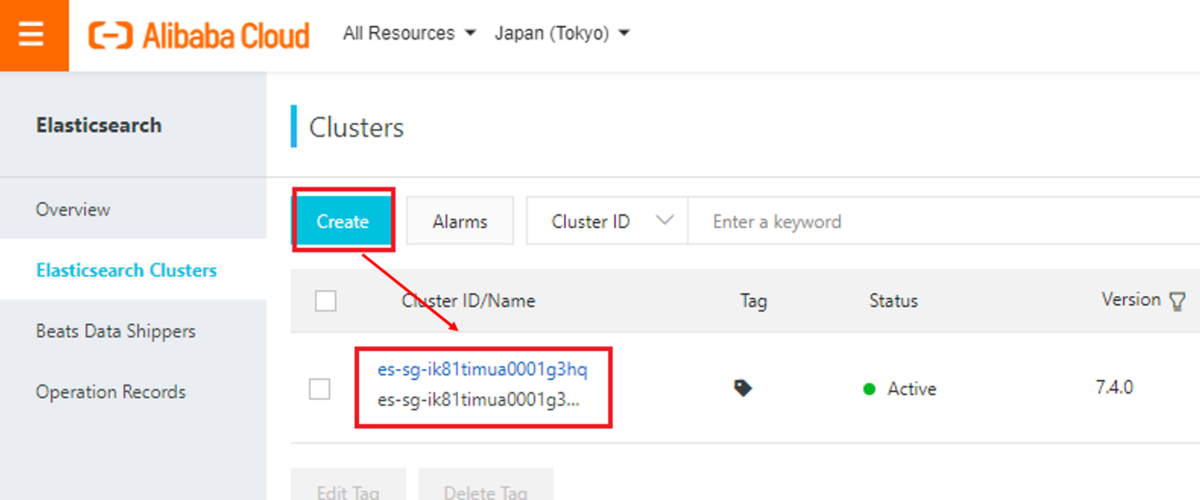 Alibaba Cloud All Resources Japan (Tokyo)
Elasticsearch
Clusters
Overview
Elasticsearch Clusters
Beats Data Shippers
Operation Records
Create Alarms Cluster ID Enter a keyword
Cluster ID/Name Tag Status Version
es-sg-ik81timua0001g3hq
es-sg-ik81timua0001g3...
Active 7.4.0
Edit Tag Delete Tag